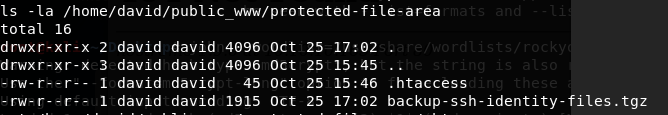 ls -la /home/david/public_www/protected-file-area
total 16
drwxr-xr-x 2 david david 4096 Oct 25 17:02 .
drwxr-xr-x 3 david david 4096 Oct 25 15:45 ..
-rw-r--r-- 1 david david   45 Oct 25 15:46 .htaccess
-rw-r--r-- 1 david david 1915 Oct 25 17:02 backup-ssh-identity-files.tgz